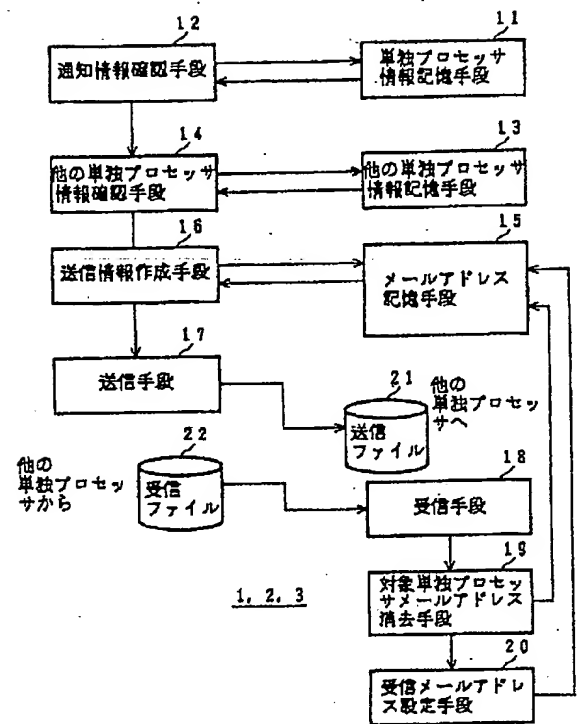 12
通知情報確認手段
11
単独プロセッサ
情報記憶手段
14
他の単独プロセッサ
情報確認手段
13
他の単独プロセッサ
情報記憶手段
16
送信情報作成手段
15
メールアドレス
記憶手段
17
送信手段
21
送信
ファイル
他の
単独プロセッ
サへ
他の
単独プロセッ
サから
22
受信
ファイル
18
受信手段
19
対象単独プロセッ
サメールアドレス
消去手段
1, 2, 3
20
受信メールアドレ
ス設定手段